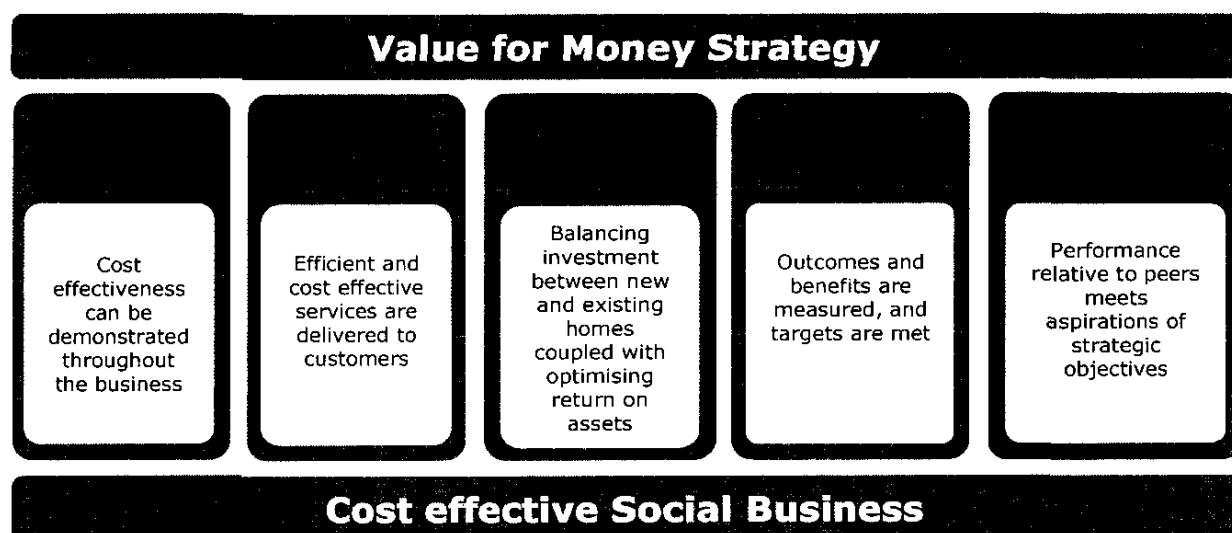 Value for Money Strategy
Cost
effectiveness
can be
demonstrated
throughout
the business
Efficient and
cost effective
services are
delivered to
customers
Balancing
investment
between new
and existing
homes
coupled with
optimising
return on
assets
Outcomes and
benefits are
measured, and
targets are met
Performance
relative to peers
meets
aspirations of
strategic
objectives
Cost effective Social Business